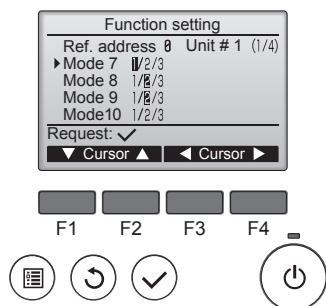 Function setting
Ref. address 0 Unit # 1 (1/4)
Mode 7 1/2/3
Mode 8 1/2/3
Mode 9 1/2/3
Mode10 1/2/3
Request: ✓
▼ Cursor ▲ ◀ Cursor ▶
F1 F2 F3 F4